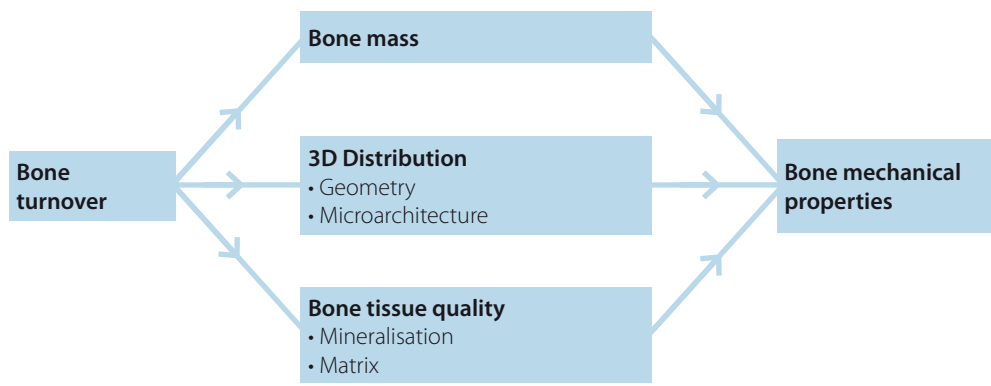 Bone mass
Bone
turnover
3D Distribution
• Geometry
• Microarchitecture
Bone mechanical
properties
Bone tissue quality
• Mineralisation
• Matrix